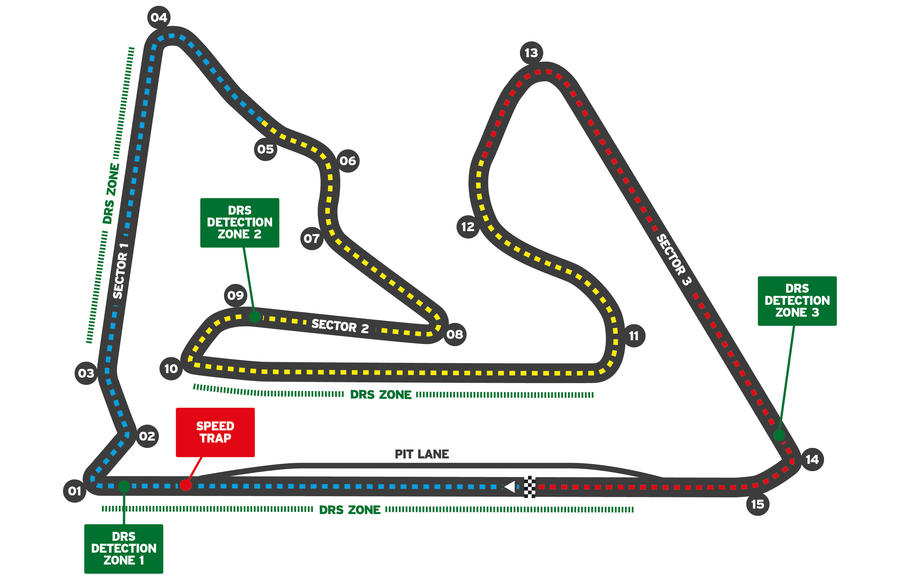 04
13
05
06
DRS ZONE
DRS
DETECTION
ZONE 2
12
07
SECTOR 1
SECTOR 3
DRS
DETECTION
ZONE 3
09
SECTOR 2
08
11
10
03
DRS ZONE
SPEED
TRAP
02
PIT LANE
14
01
15
DRS ZONE
DRS
DETECTION
ZONE 1